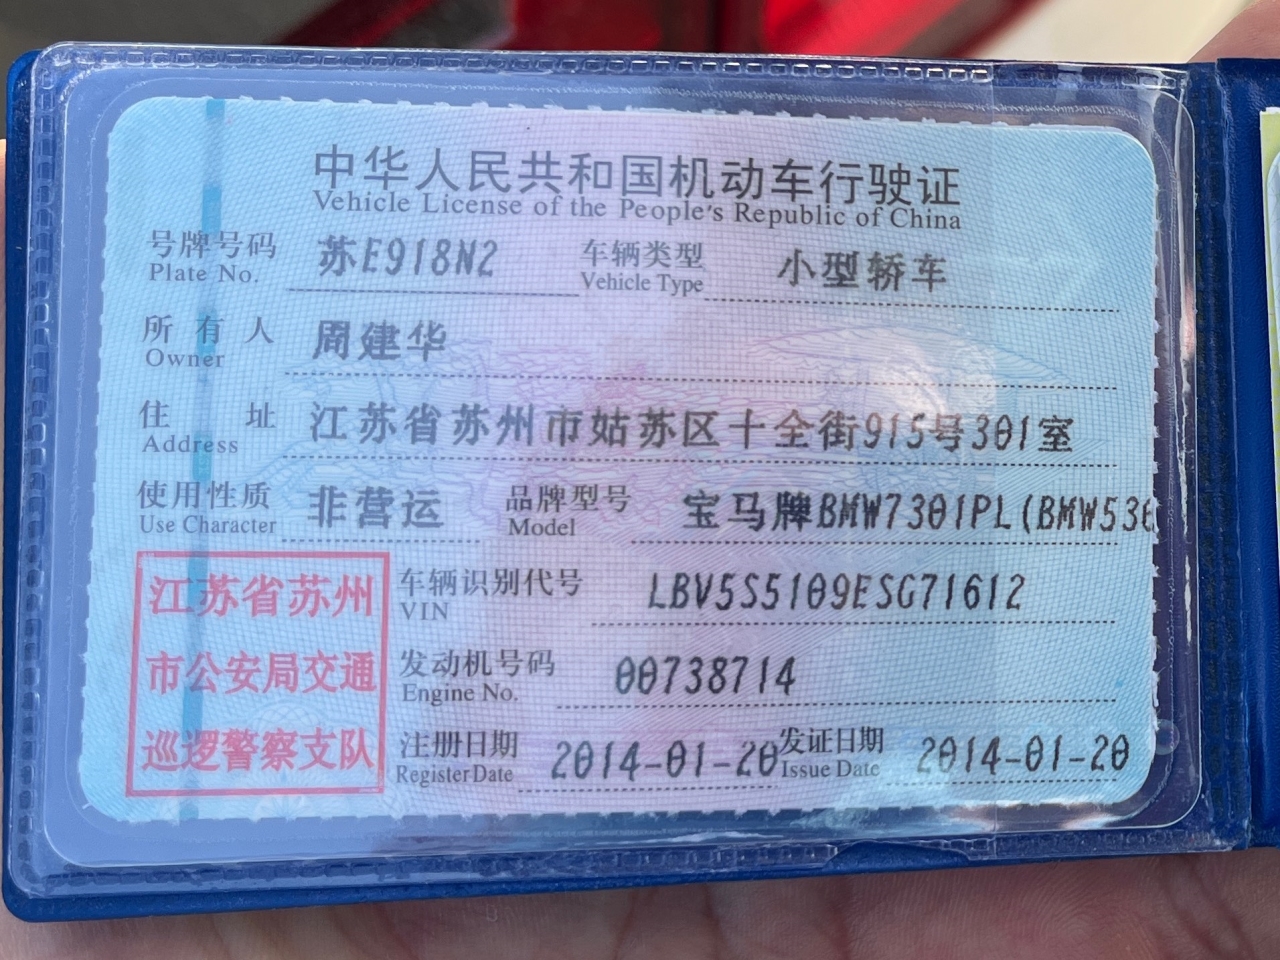 中华人民共和国机动车行驶证
Vehicle License of the People's Republic of China
号牌号码 苏E918N2 车辆类型 小型轿车
Plate No. Vehicle Type
所有人 周建华
Owner
住址 江苏省苏州市姑苏区十全街915号301室
Address
使用性质 非营运 品牌型号 宝马牌BMW7301PL(BMW530
Use Character Model
江苏省苏州
市公安局交通
巡逻警察支队
车辆识别代号 LBV5S5109ESG71612
VIN
发动机号码 00738714
Engine No.
注册日期 2014-01-20 发证日期 2014-01-20
Register Date Issue Date